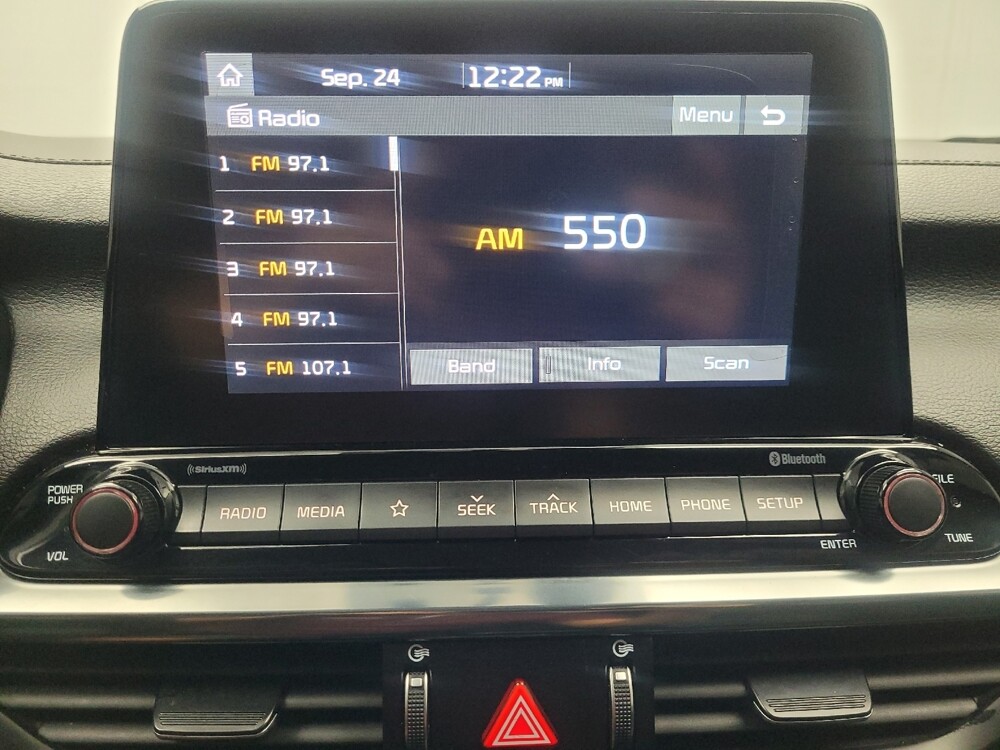 Sep. 24 12:22 PM
Radio Menu
1 FM 97.1
2 FM 97.1
3 FM 97.1
4 FM 97.1
5 FM 107.1
AM 550
Band Info Scan
((SiriusXM))
Bluetooth
POWER
PUSH
VOL
RADIO MEDIA SEEK TRACK HOME PHONE SETUP
FILE
ENTER
TUNE